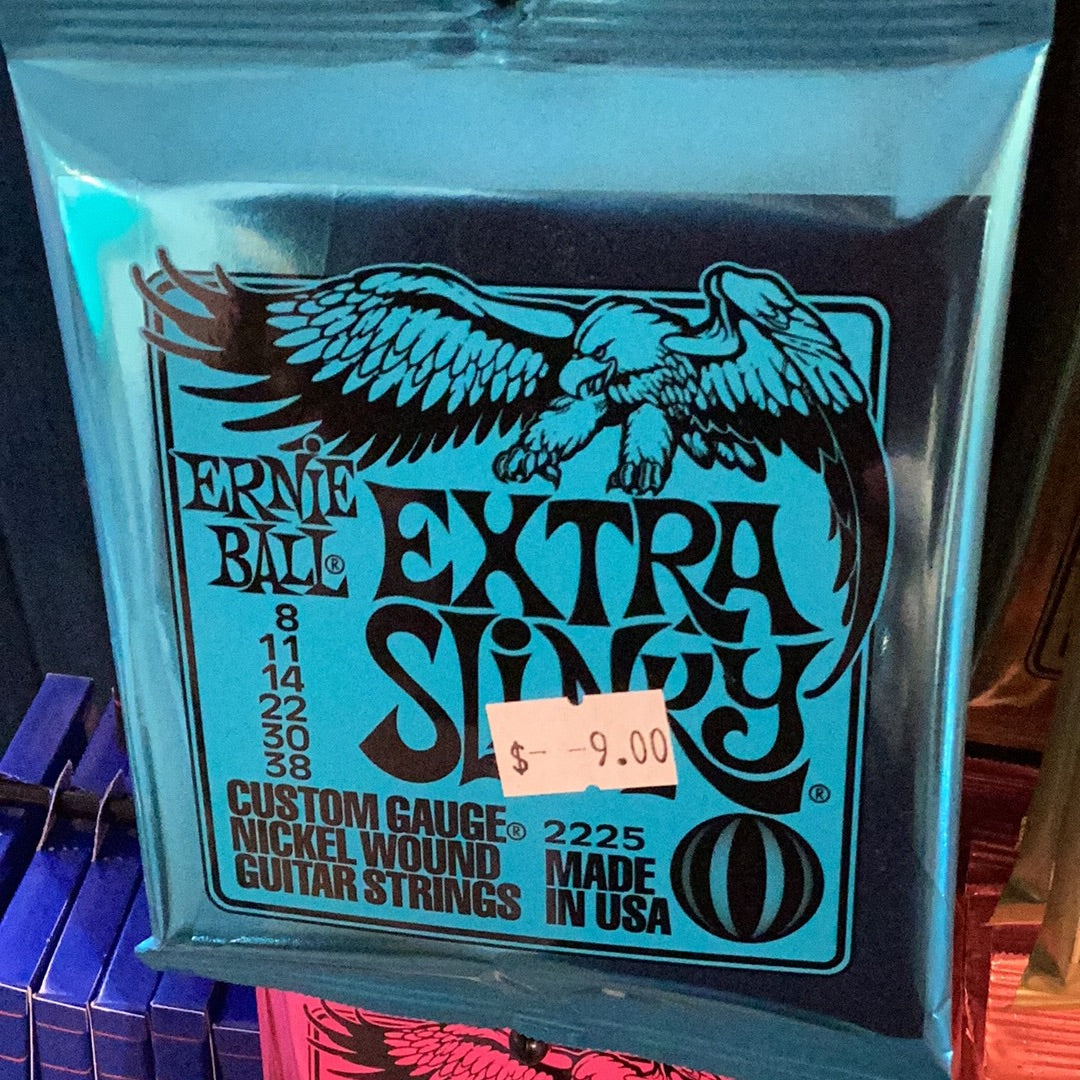 ERNIE
BALL®
EXTRA
SLINKY®
8
11
14
22
30
38
$- -9.00
CUSTOM GAUGE®
NICKEL WOUND
GUITAR STRINGS
2225
MADE
IN USA